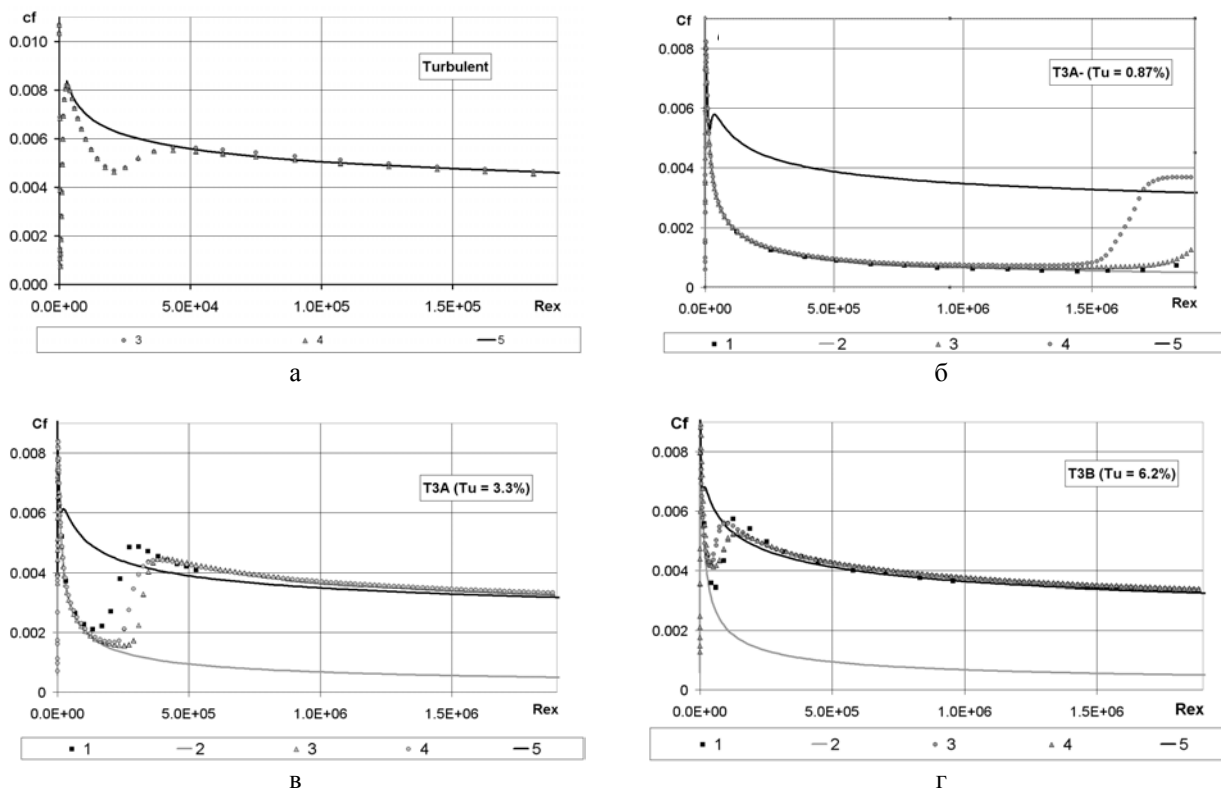 cf
0.010
0.008
0.006
0.004
0.002
0.000
Turbulent
0.0E+00 5.0E+04 1.0E+05 1.5E+05 Rex
3 4 5
а
Cf
0.008
0.006
0.004
0.002
0
T3A- (Tu = 0.87%)
0.0E+00 5.0E+05 1.0E+06 1.5E+06 Rex
1 2 3 4 5
б
Cf
0.008
0.006
0.004
0.002
0
T3A (Tu = 3.3%)
0.0E+00 5.0E+05 1.0E+06 1.5E+06 Rex
1 2 3 4 5
в
Cf
0.008
0.006
0.004
0.002
0
T3B (Tu = 6.2%)
0.0E+00 5.0E+05 1.0E+06 1.5E+06 Rex
1 2 3 4 5
г